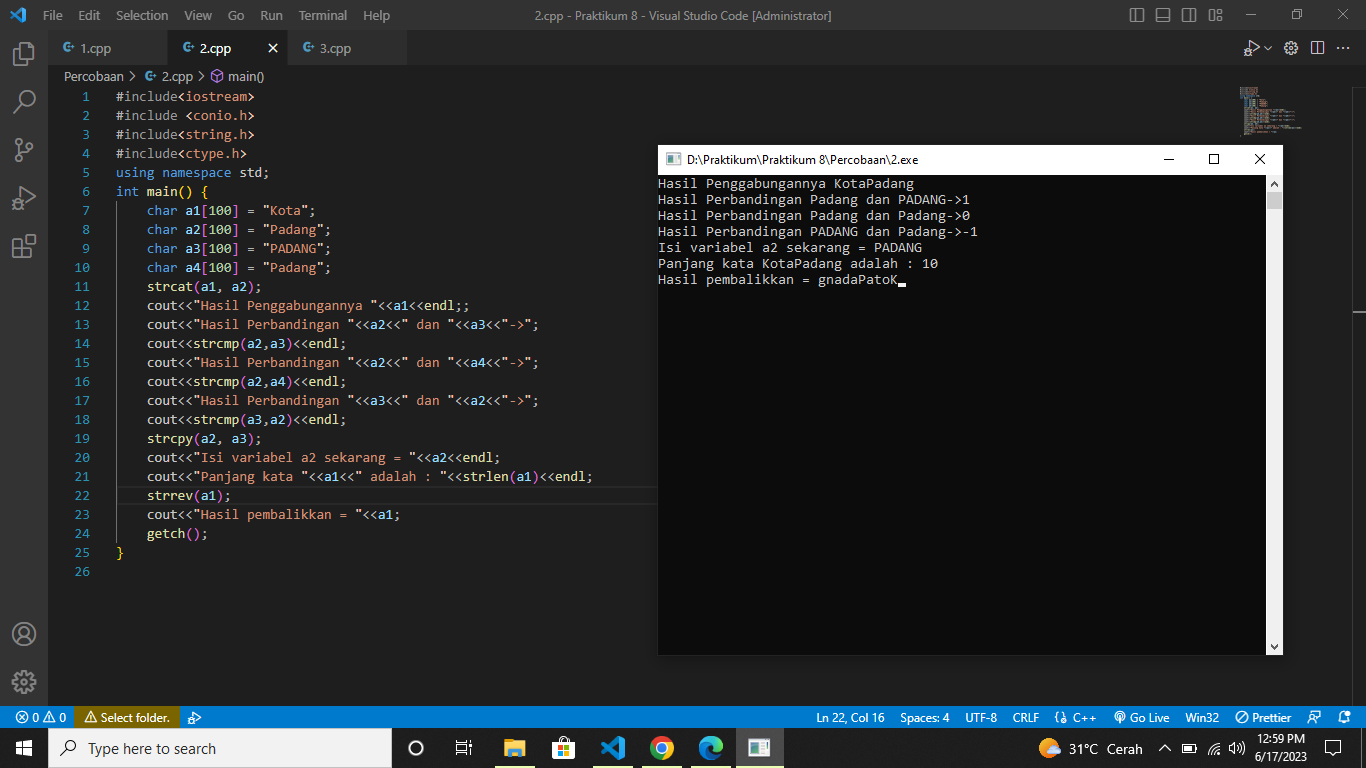 File Edit Selection View Go Run Terminal Help 2.cpp - Praktikum 8 - Visual Studio Code [Administrator]
1.cpp 2.cpp 3.cpp
Percobaan > 2.cpp > main()
1 #include<iostream>
2 #include <conio.h>
3 #include<string.h>
4 #include<ctype.h>
5 using namespace std;
6 int main() {
7 char a1[100] = "Kota";
8 char a2[100] = "Padang";
9 char a3[100] = "PADANG";
10 char a4[100] = "Padang";
11 strcat(a1, a2);
12 cout<<"Hasil Penggabungannya "<<a1<<endl;;
13 cout<<"Hasil Perbandingan "<<a2<<" dan "<<a3<<"->";
14 cout<<strcmp(a2,a3)<<endl;
15 cout<<"Hasil Perbandingan "<<a2<<" dan "<<a4<<"->";
16 cout<<strcmp(a2,a4)<<endl;
17 cout<<"Hasil Perbandingan "<<a3<<" dan "<<a2<<"->";
18 cout<<strcmp(a3,a2)<<endl;
19 strcpy(a2, a3);
20 cout<<"Isi variabel a2 sekarang = "<<a2<<endl;
21 cout<<"Panjang kata "<<a1<<" adalah : "<<strlen(a1)<<endl;
22 strrev(a1);
23 cout<<"Hasil pembalikkan = "<<a1;
24 getch();
25 }
26
D:\Praktikum\Praktikum 8\Percobaan\2.exe
Hasil Penggabungannya KotaPadang
Hasil Perbandingan Padang dan PADANG->1
Hasil Perbandingan Padang dan Padang->0
Hasil Perbandingan PADANG dan Padang->-1
Isi variabel a2 sekarang = PADANG
Panjang kata KotaPadang adalah : 10
Hasil pembalikkan = gnadaPatoK
0 0 Select folder. Ln 22, Col 16 Spaces: 4 UTF-8 CRLF C++ Go Live Win32 Prettier
Type here to search 31°C Cerah 12:59 PM
6/17/2023